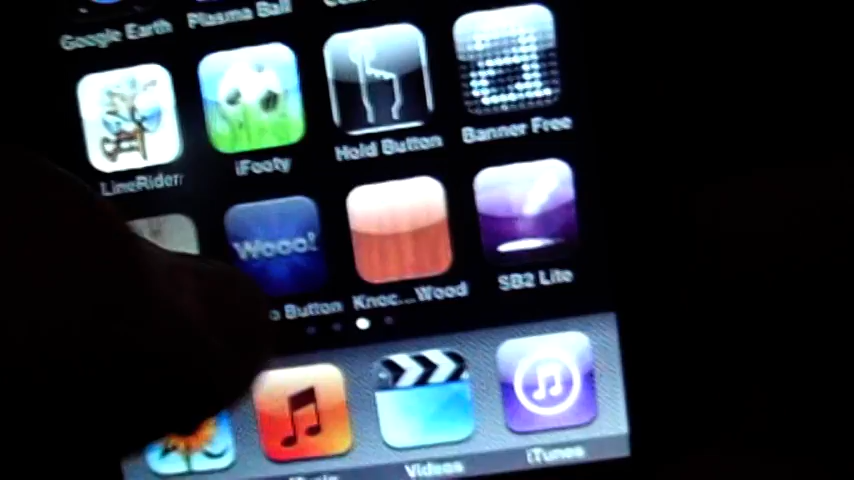 Google Earth
Plasma Ball
LineRider
iFooty
Hold Button
Banner Free
a
Wooo!
o Button
Knoc...Wood
SB2 Lite
Videos
iTunes